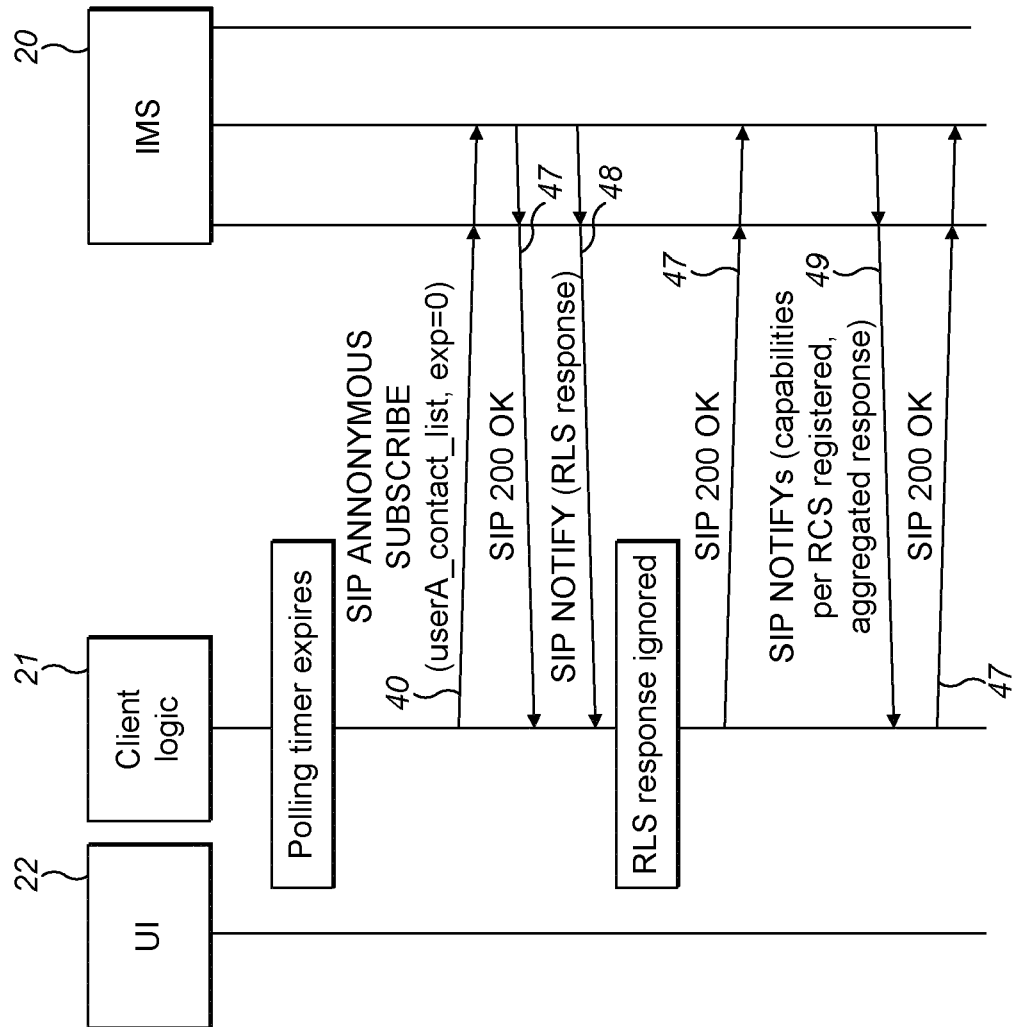 22
UI
21
Client
logic
20
IMS
Polling timer expires
SIP ANNONYMOUS
SUBSCRIBE
(userA_contact_list, exp=0)
40
SIP 200 OK
47
SIP NOTIFY (RLS response)
48
RLS response ignored
SIP 200 OK
47
SIP NOTIFYs (capabilities
per RCS registered,
aggregated response)
49
SIP 200 OK
47